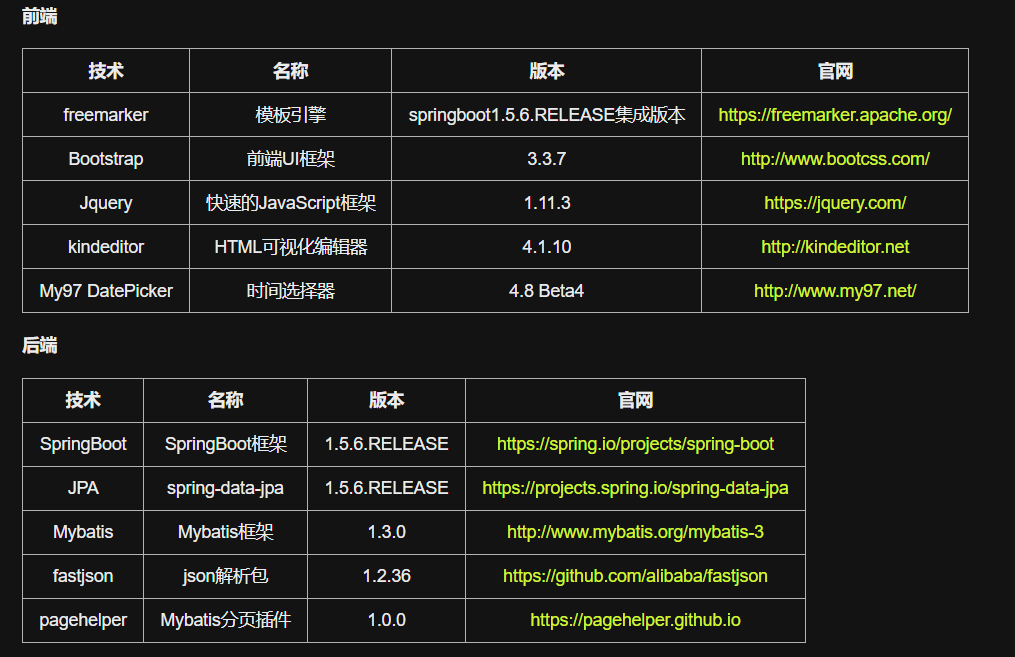 前端
技术 名称 版本 官网
freemarker 模板引擎 springboot1.5.6.RELEASE集成版本 https://freemarker.apache.org/
Bootstrap 前端UI框架 3.3.7 http://www.bootcss.com/
Jquery 快速的JavaScript框架 1.11.3 https://jquery.com/
kindeditor HTML可视化编辑器 4.1.10 http://kindeditor.net
My97 DatePicker 时间选择器 4.8 Beta4 http://www.my97.net/
后端
技术 名称 版本 官网
SpringBoot SpringBoot框架 1.5.6.RELEASE https://spring.io/projects/spring-boot
JPA spring-data-jpa 1.5.6.RELEASE https://projects.spring.io/spring-data-jpa
Mybatis Mybatis框架 1.3.0 http://www.mybatis.org/mybatis-3
fastjson json解析包 1.2.36 https://github.com/alibaba/fastjson
pagehelper Mybatis分页插件 1.0.0 https://pagehelper.github.io